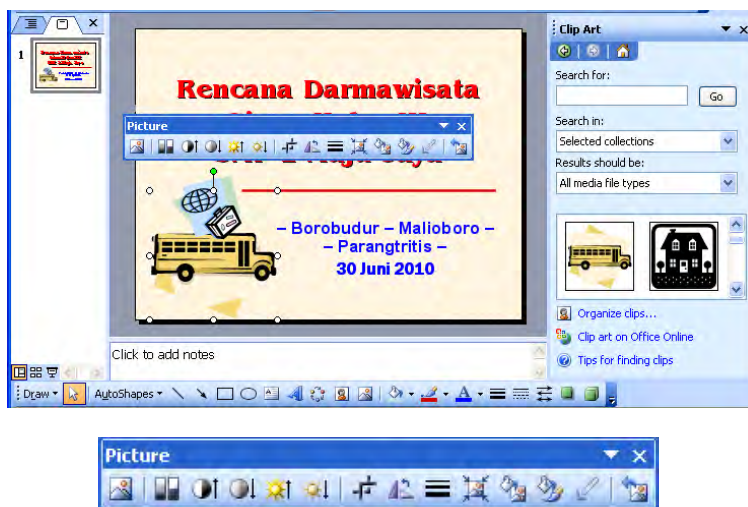 Clip Art
1
Search for:
Go
Search in:
Selected collections
Results should be:
All media file types
Rencana Darmawisata
Picture
– Borobudur – Malioboro –
– Parangtritis –
30 Juni 2010
Organize clips...
Clip art on Office Online
Tips for finding clips
Click to add notes
Draw
AutoShapes
Picture